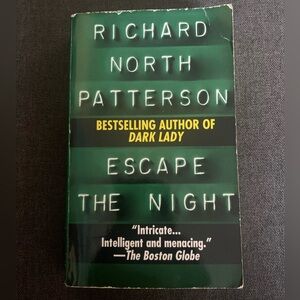 RICHARD
NORTH
PATTERSON
BESTSELLING AUTHOR OF
DARK LADY
ESCAPE
THE NIGHT
"Intricate...
Intelligent and menacing."
—The Boston Globe